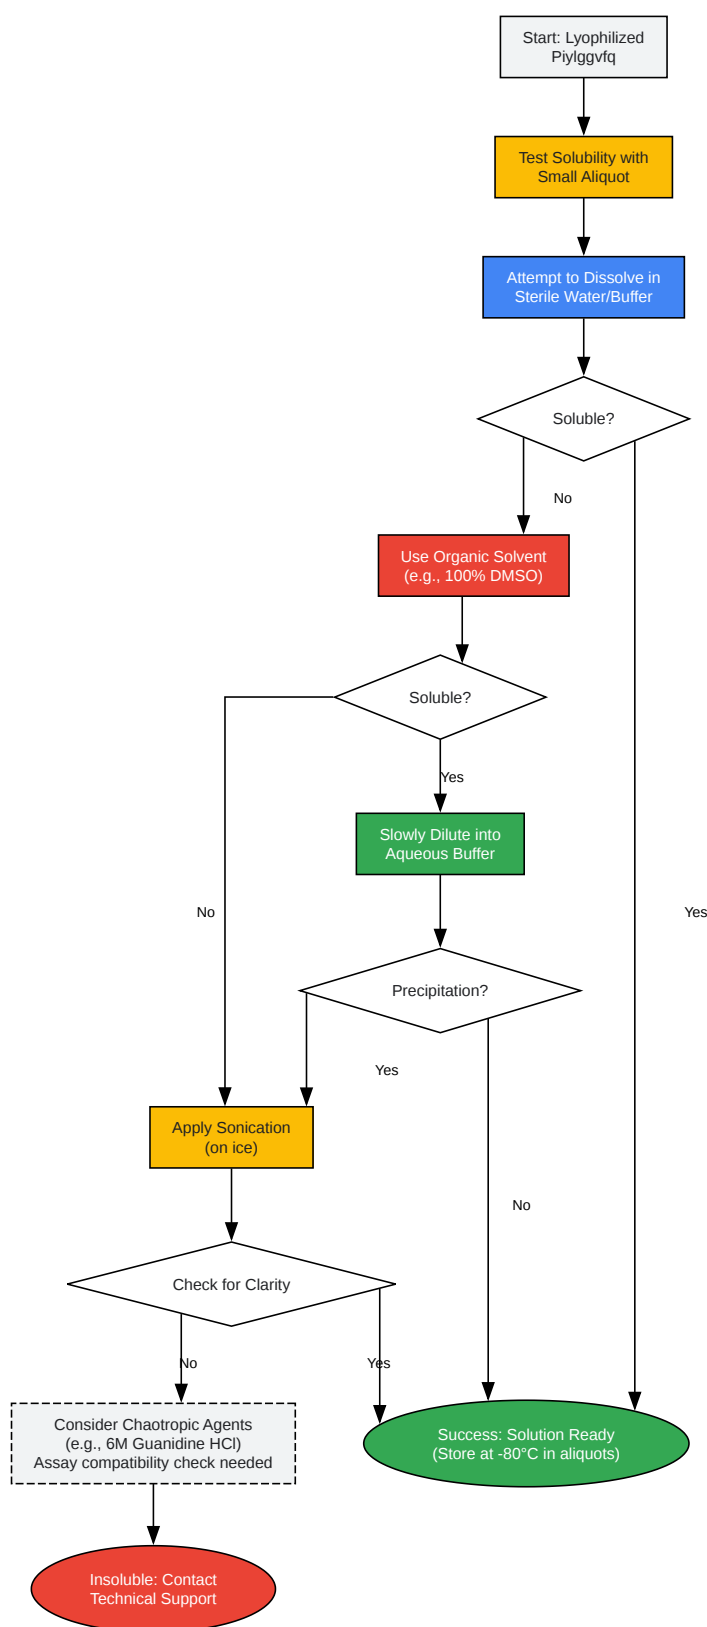 Start: Lyophilized
Piylggvfq
Test Solubility with
Small Aliquot
Attempt to Dissolve in
Sterile Water/Buffer
Soluble?
No
Use Organic Solvent
(e.g., 100% DMSO)
Soluble?
Yes
Slowly Dilute into
Aqueous Buffer
No
Yes
Precipitation?
Yes
Apply Sonication
(on ice)
No
Check for Clarity
No
Yes
Consider Chaotropic Agents
(e.g., 6M Guanidine HCl)
Assay compatibility check needed
Success: Solution Ready
(Store at -80°C in aliquots)
Insoluble: Contact
Technical Support